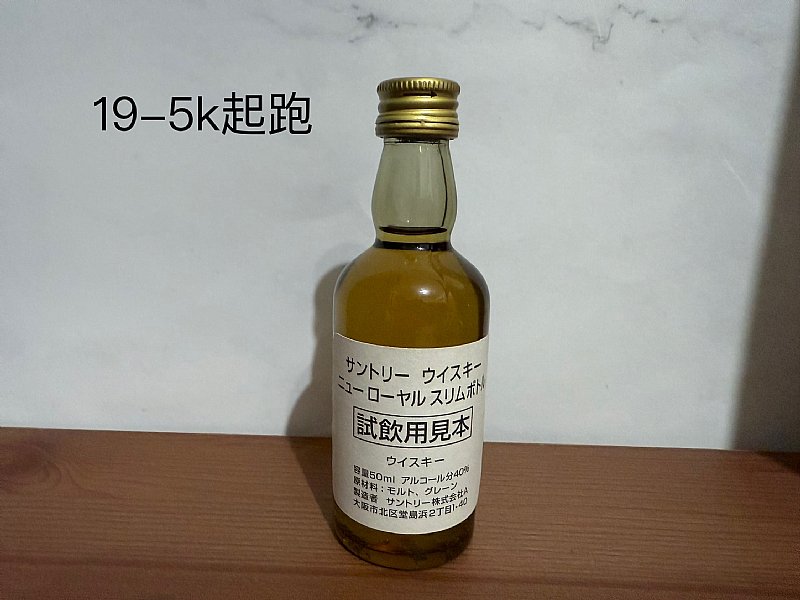 19-5k起跑
サントリー ウイスキー
ニューローヤル スリムボトル
試飲用見本
ウイスキー
容量50ml アルコール分40%
原材料：モルト、グレーン
製造者 サントリー株式会社A
大阪市北区堂島浜2丁目1-40